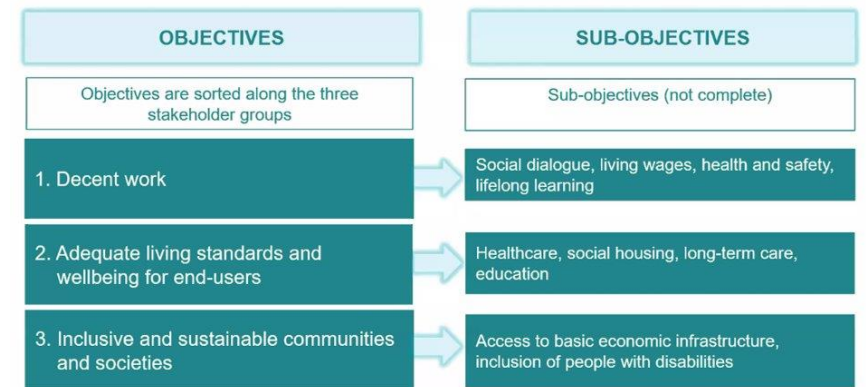 OBJECTIVES
SUB-OBJECTIVES
Objectives are sorted along the three
stakeholder groups
Sub-objectives (not complete)
1. Decent work
Social dialogue, living wages, health and safety,
lifelong learning
2. Adequate living standards and
wellbeing for end-users
Healthcare, social housing, long-term care,
education
3. Inclusive and sustainable communities
and societies
Access to basic economic infrastructure,
inclusion of people with disabilities